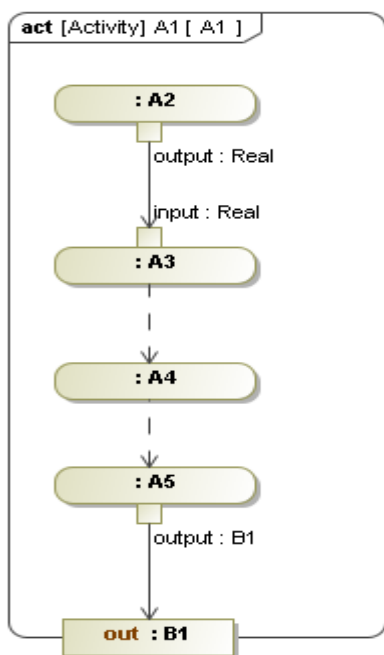 act [Activity] A1 [ A1 ]
: A2
output : Real
input : Real
: A3
: A4
: A5
output : B1
out : B1